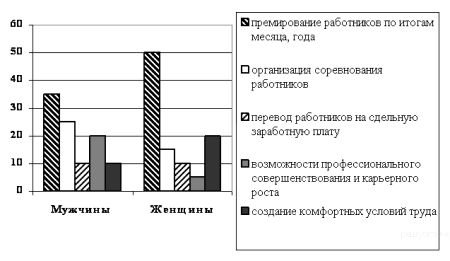 60
50
40
30
20
10
0
Мужчины
Женщины
премирование работников по итогам
месяца, года
организация соревнования
работников
перевод работников на сдельную
заработную плату
возможности профессионального
совершенствования и карьерного
роста
создание комфортных условий труда